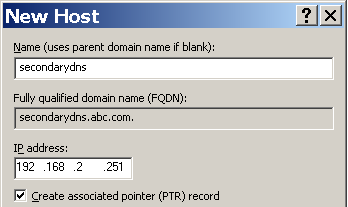 New Host
Name (uses parent domain name if blank):
secondarydns
Fully qualified domain name (FQDN):
secondarydns.abc.com.
IP address:
192 .168 .2 .251
Create associated pointer (PTR) record